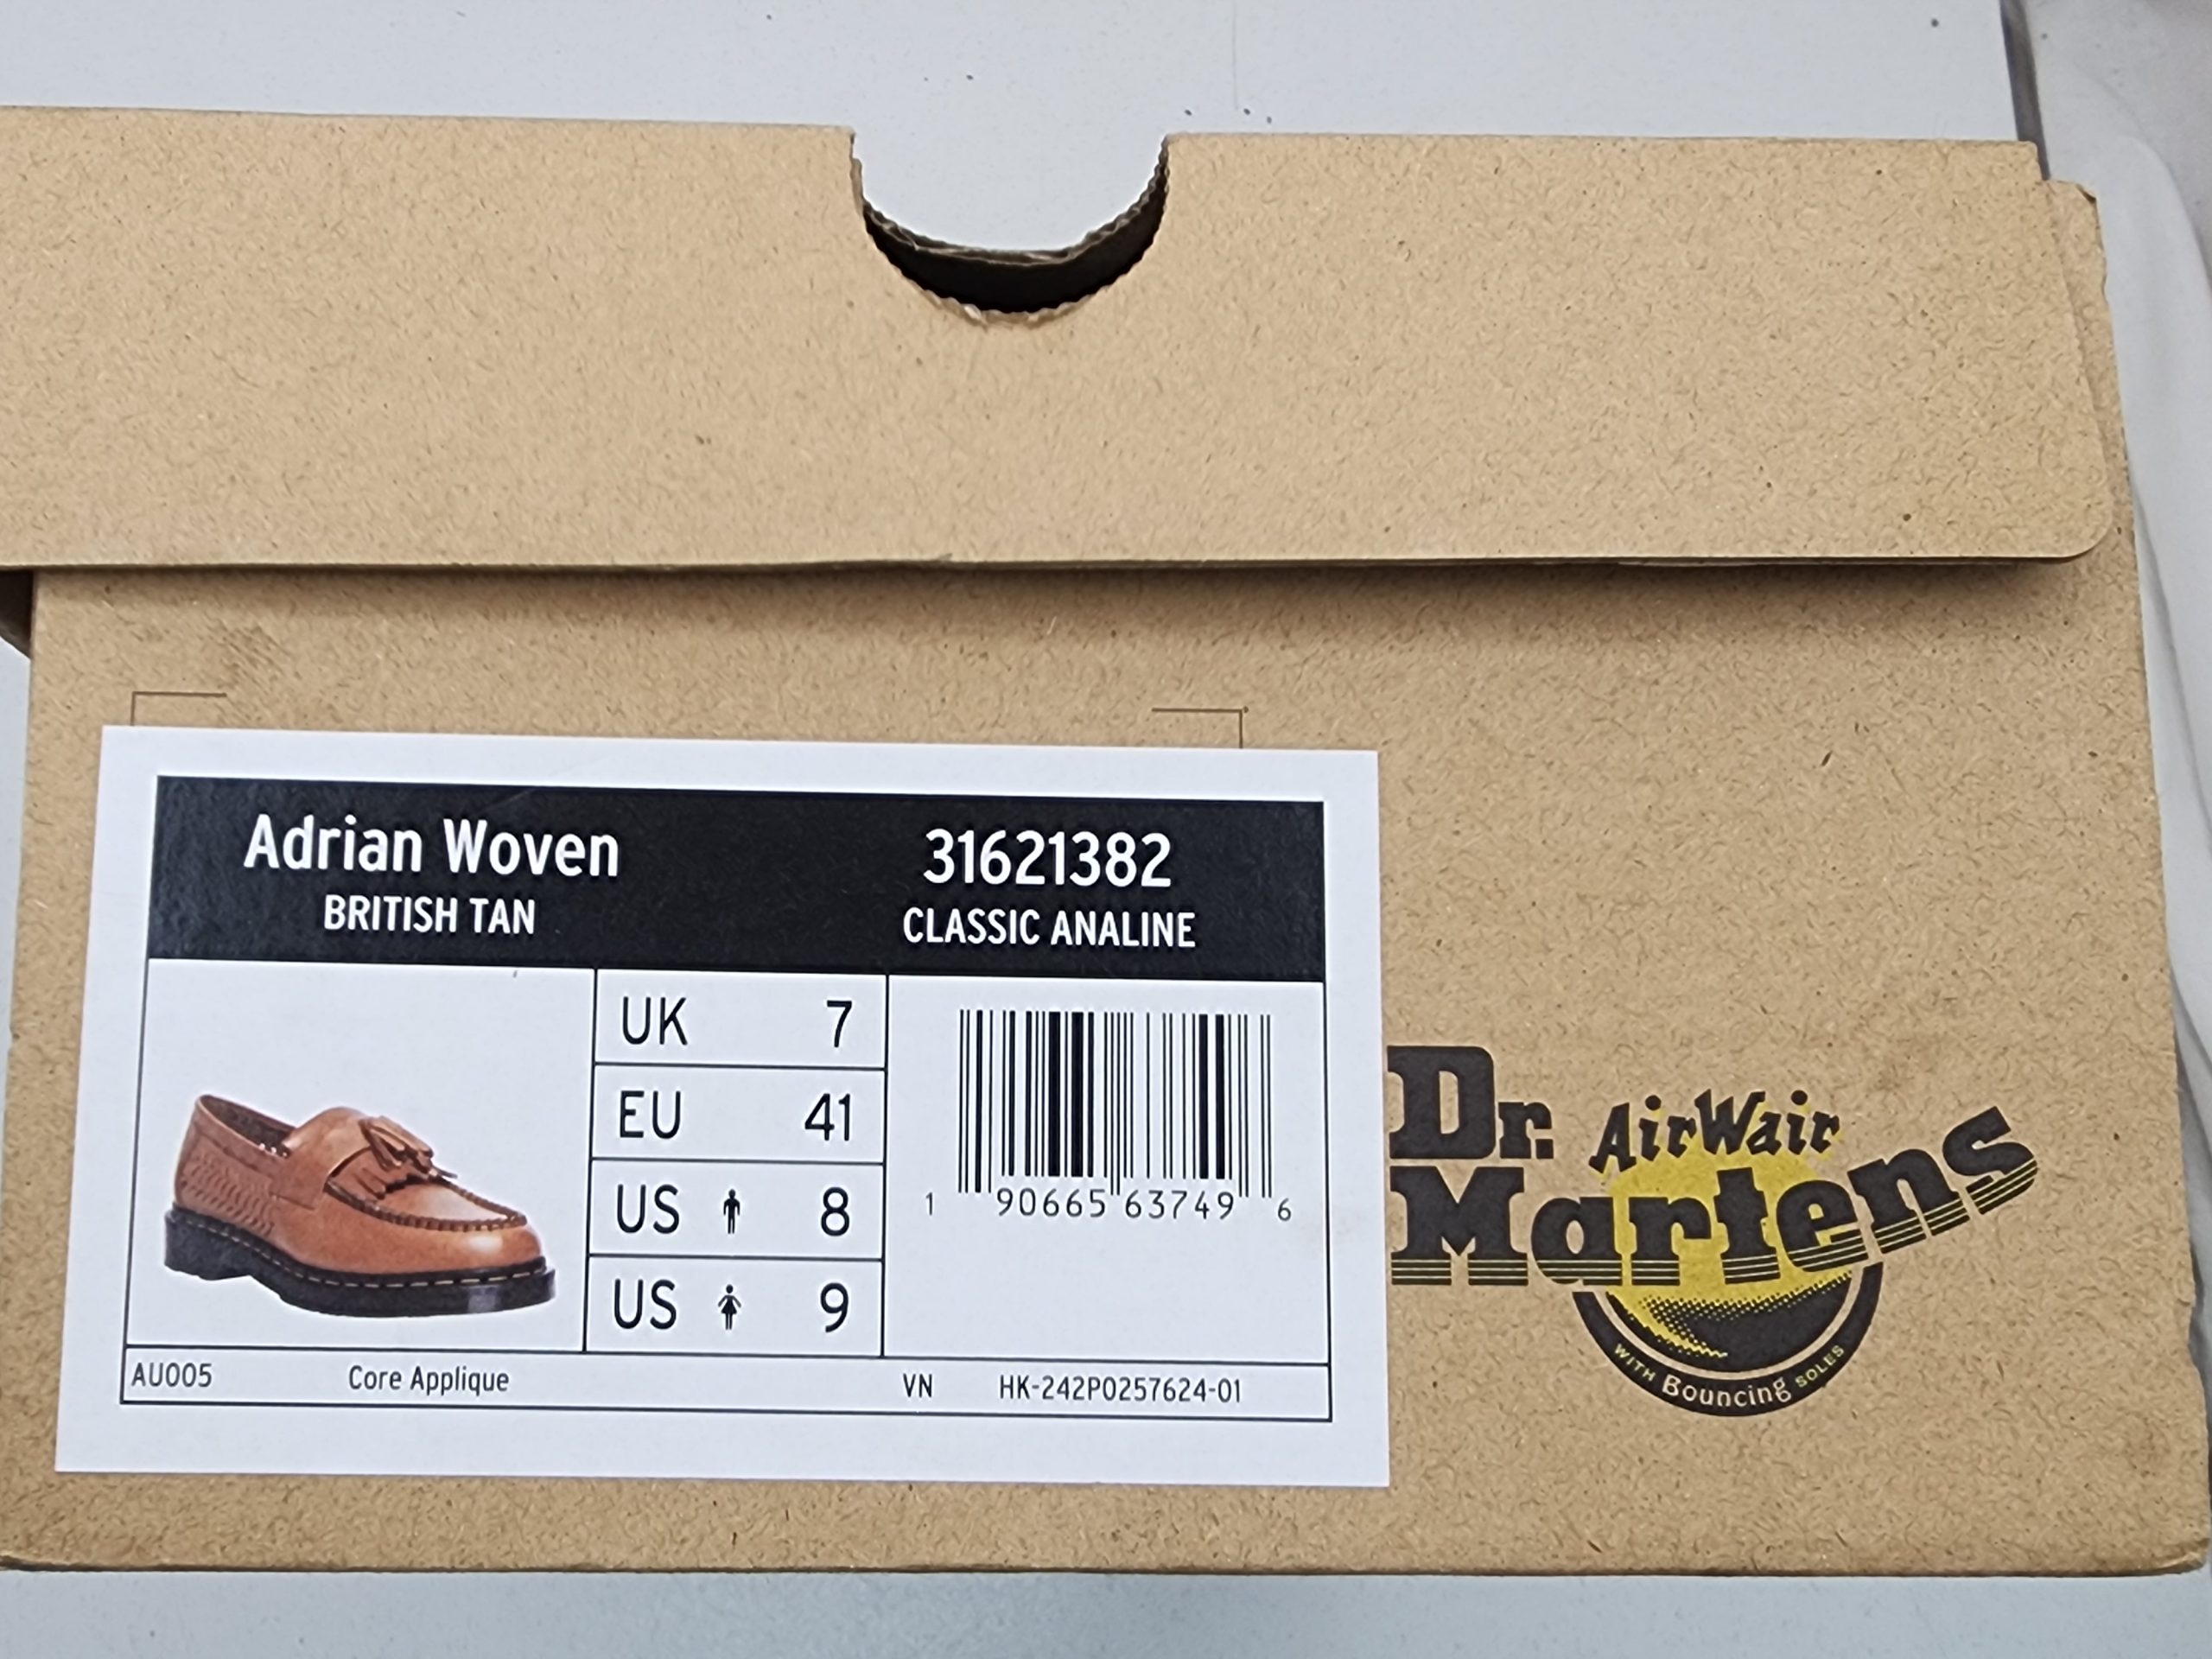 Adrian Woven
BRITISH TAN
31621382
CLASSIC ANALINE
UK 7
EU 41
US 8
US 9
1 90665 63749 6
AU005 Core Applique VN HK-242P0257624-01
Dr. AirWair
Martens
WITH Bouncing SOLES